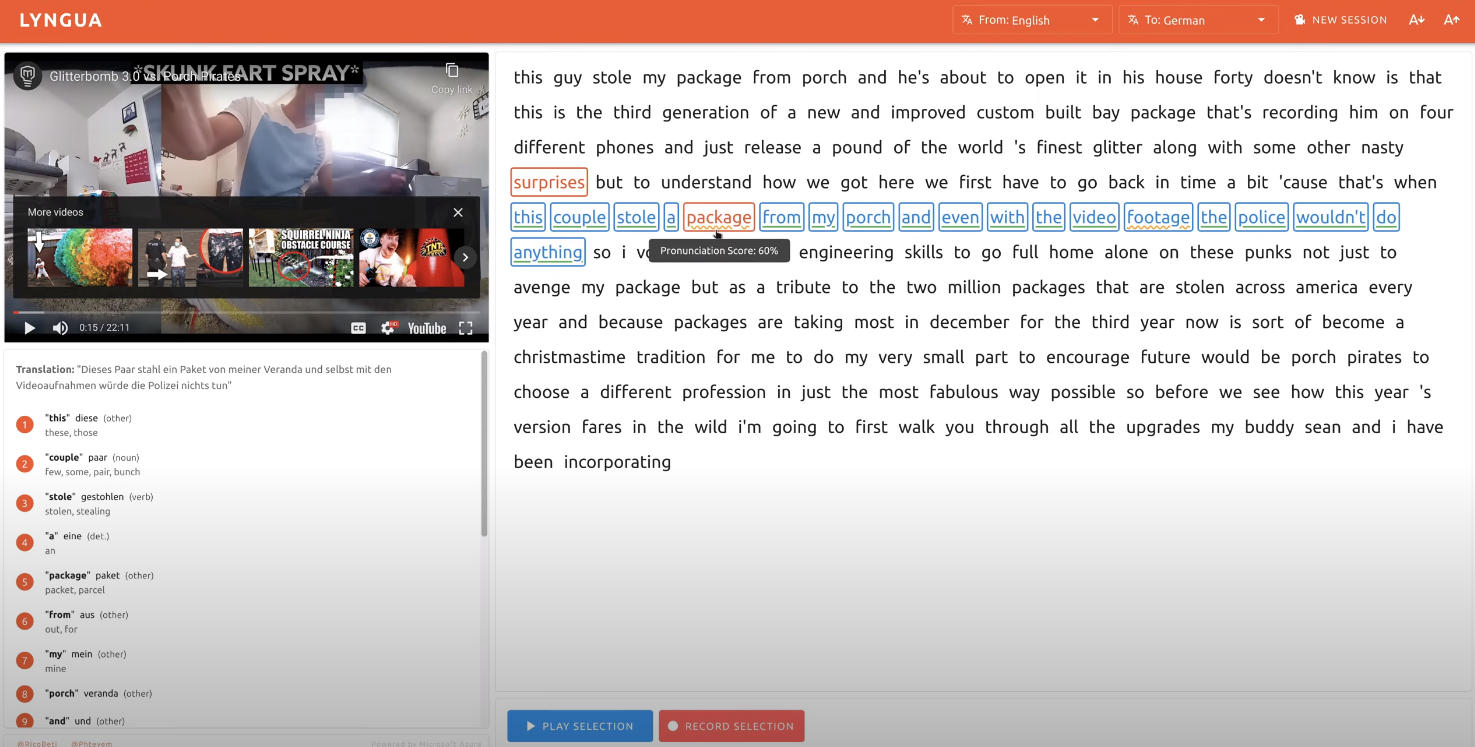 LYNGUA
From: English
To: German
NEW SESSION
A
A
*SKUNK FART SPRAY*
Glitterbomb 3.0 vs. Porch Pirates
Copy link
More videos
SQUIRREL NINJA
OBSTACLE COURSE
TNT
0:15 / 22:11
CC
HD
YouTube
Translation: "Dieses Paar stahl ein Paket von meiner Veranda und selbst mit den
Videoaufnahmen würde die Polizei nichts tun"
1 "this" diese (other)
these, those
2 "couple" paar (noun)
few, some, pair, bunch
3 "stole" gestohlen (verb)
stolen, stealing
4 "a" eine (det.)
an
5 "package" paket (other)
packet, parcel
6 "from" aus (other)
out, for
7 "my" mein (other)
mine
8 "porch" veranda (other)
9 "and" und (other)
@RicoBeti @Phtevem
Powered by Microsoft Azure
this guy stole my package from porch and he's about to open it in his house forty doesn't know is that
this is the third generation of a new and improved custom built bay package that's recording him on four
different phones and just release a pound of the world 's finest glitter along with some other nasty
surprises but to understand how we got here we first have to go back in time a bit 'cause that's when
this couple stole a package from my porch and even with the video footage the police wouldn't do
anything so i engineering skills to go full home alone on these punks not just to
Pronunciation Score: 60%
avenge my package but as a tribute to the two million packages that are stolen across america every
year and because packages are taking most in december for the third year now is sort of become a
christmastime tradition for me to do my very small part to encourage future would be porch pirates to
choose a different profession in just the most fabulous way possible so before we see how this year 's
version fares in the wild i'm going to first walk you through all the upgrades my buddy sean and i have
been incorporating
PLAY SELECTION
RECORD SELECTION